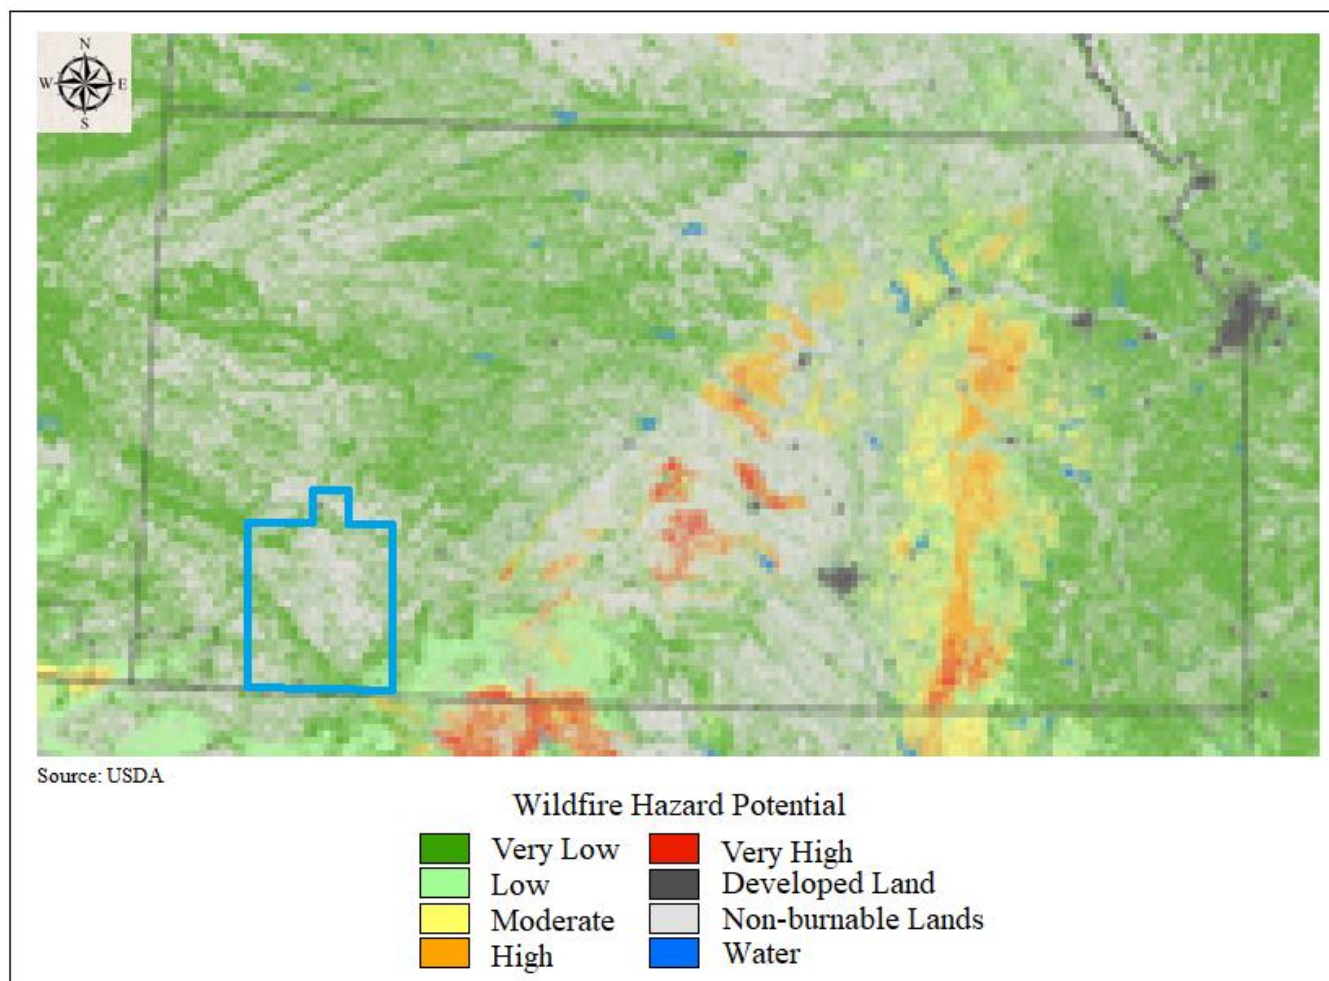 N
W E
S
Source: USDA
Wildfire Hazard Potential
Very Low
Low
Moderate
High
Very High
Developed Land
Non-burnable Lands
Water